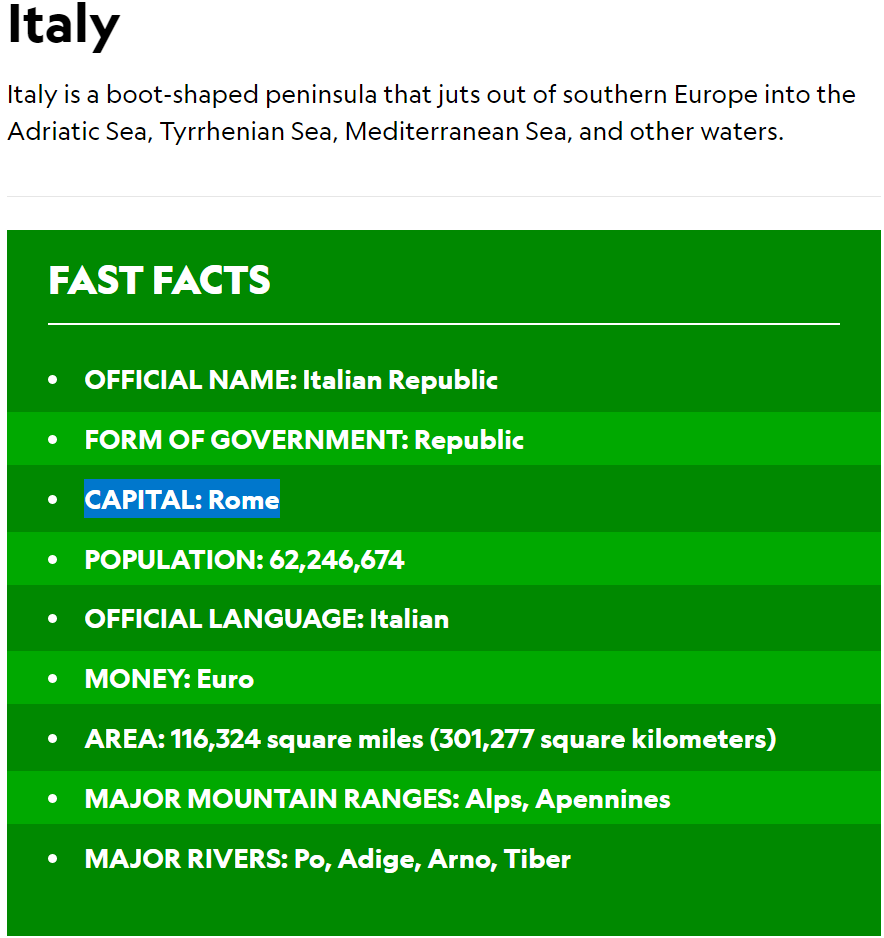 Italy
Italy is a boot-shaped peninsula that juts out of southern Europe into the
Adriatic Sea, Tyrrhenian Sea, Mediterranean Sea, and other waters.
FAST FACTS
• OFFICIAL NAME: Italian Republic
• FORM OF GOVERNMENT: Republic
• CAPITAL: Rome
• POPULATION: 62,246,674
• OFFICIAL LANGUAGE: Italian
• MONEY: Euro
• AREA: 116,324 square miles (301,277 square kilometers)
• MAJOR MOUNTAIN RANGES: Alps, Apennines
• MAJOR RIVERS: Po, Adige, Arno, Tiber